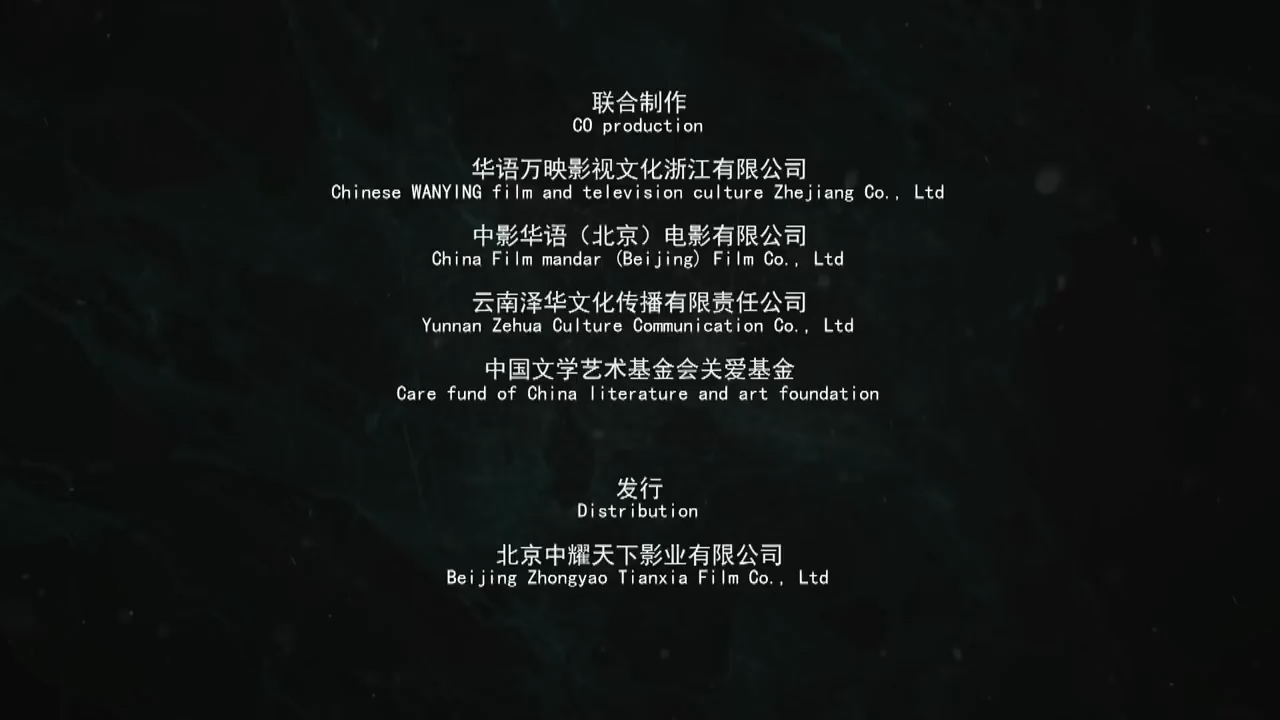 联合制作
CO production
华语万映影视文化浙江有限公司
Chinese WANYING film and television culture Zhejiang Co., Ltd
中影华语（北京）电影有限公司
China Film mandar (Beijing) Film Co., Ltd
云南泽华文化传播有限责任公司
Yunnan Zehua Culture Communication Co., Ltd
中国文学艺术基金会关爱基金
Care fund of China literature and art foundation
发行
Distribution
北京中耀天下影业有限公司
Beijing Zhongyao Tianxia Film Co., Ltd